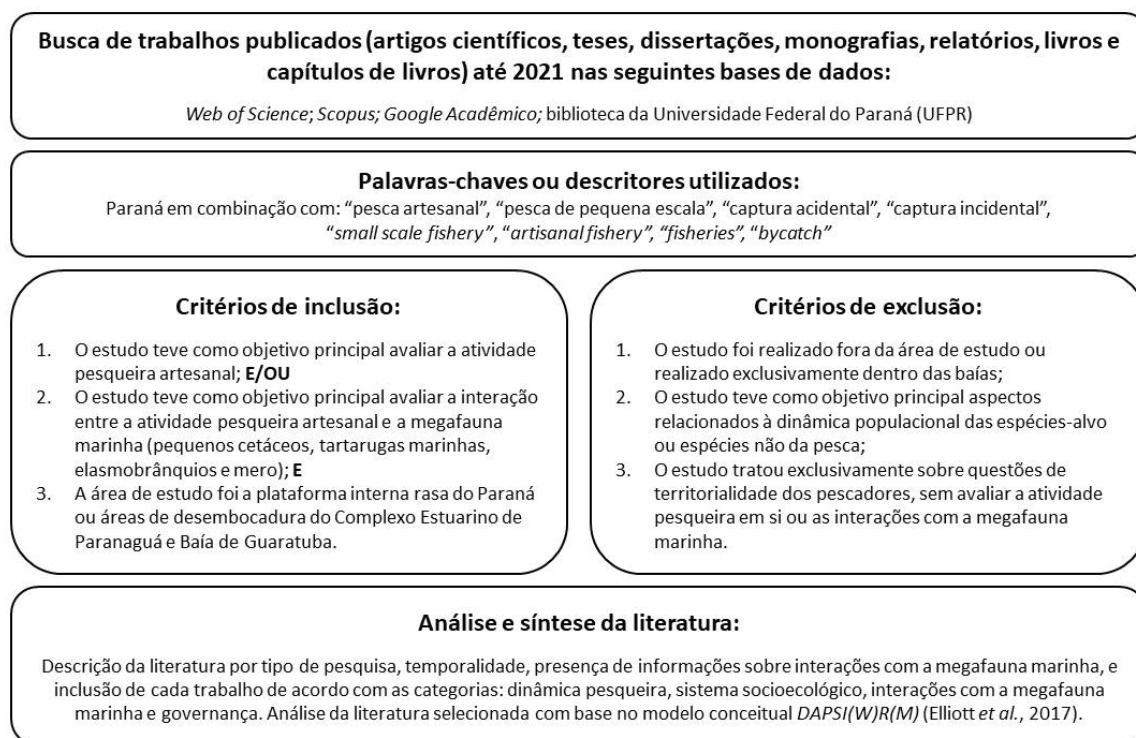 Busca de trabalhos publicados (artigos científicos, teses, dissertações, monografias, relatórios, livros e
capítulos de livros) até 2021 nas seguintes bases de dados:
Web of Science; Scopus; Google Acadêmico; biblioteca da Universidade Federal do Paraná (UFPR)
Palavras-chaves ou descritores utilizados:
Paraná em combinação com: “pesca artesanal”, “pesca de pequena escala”, “captura acidental”, “captura incidental”,
“small scale fishery”, “artisanal fishery”, “fisheries”, “bycatch”
Critérios de inclusão:
1. O estudo teve como objetivo principal avaliar a atividade
pesqueira artesanal; E/OU
2. O estudo teve como objetivo principal avaliar a interação
entre a atividade pesqueira artesanal e a megafauna
marinha (pequenos cetáceos, tartarugas marinhas,
elasmobrânquios e mero); E
3. A área de estudo foi a plataforma interna rasa do Paraná
ou áreas de desembocadura do Complexo Estuarino de
Paranaguá e Baía de Guaratuba.
Critérios de exclusão:
1. O estudo foi realizado fora da área de estudo ou
realizado exclusivamente dentro das baías;
2. O estudo teve como objetivo principal aspectos
relacionados à dinâmica populacional das espécies-alvo
ou espécies não da pesca;
3. O estudo tratou exclusivamente sobre questões de
territorialidade dos pescadores, sem avaliar a atividade
pesqueira em si ou as interações com a megafauna
marinha.
Análise e síntese da literatura:
Descrição da literatura por tipo de pesquisa, temporalidade, presença de informações sobre interações com a megafauna marinha, e
inclusão de cada trabalho de acordo com as categorias: dinâmica pesqueira, sistema socioecológico, interações com a megafauna
marinha e governança. Análise da literatura selecionada com base no modelo conceitual DAPSI(W)R(M) (Elliott et al., 2017).